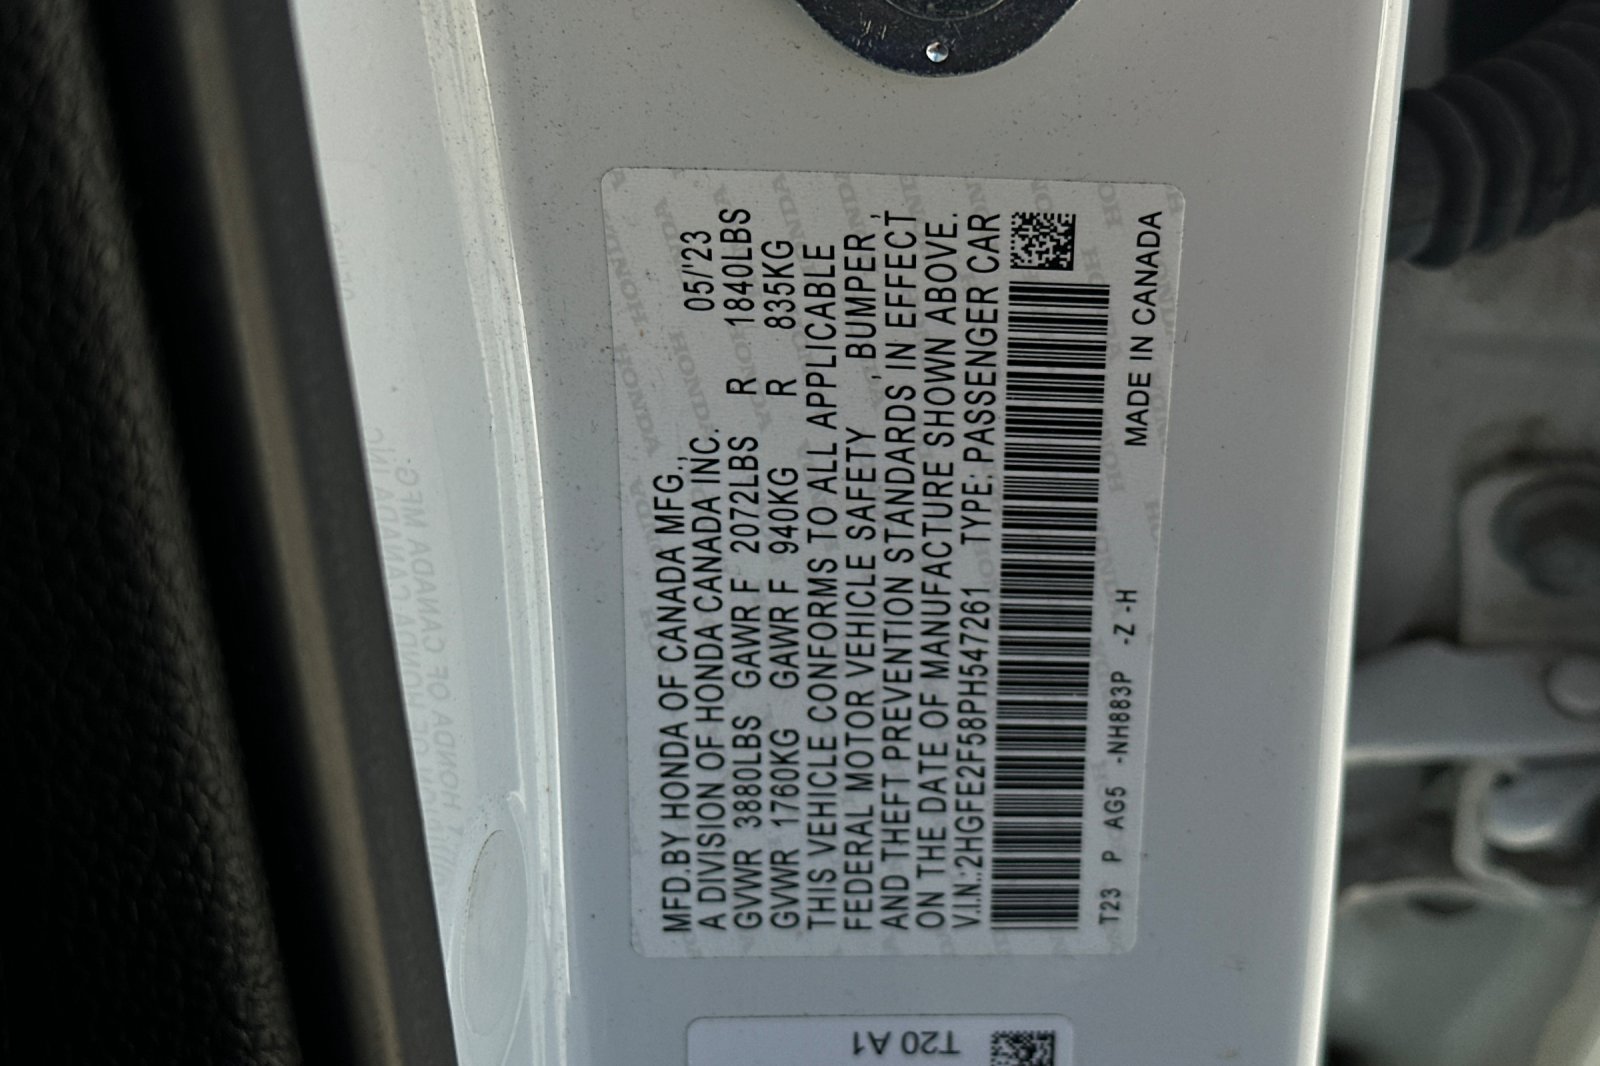 MFD.BY HONDA OF CANADA MFG.,
A DIVISION OF HONDA CANADA INC. 05/'23
GVWR 3880LBS GAWR F 2072LBS R 1840LBS
GVWR 1760KG GAWR F 940KG R 835KG
THIS VEHICLE CONFORMS TO ALL APPLICABLE
FEDERAL MOTOR VEHICLE SAFETY , BUMPER ,
AND THEFT PREVENTION STANDARDS IN EFFECT
ON THE DATE OF MANUFACTURE SHOWN ABOVE.
V.I.N.:2HGFE2F58PH547261 TYPE: PASSENGER CAR
T23 P AG5 -NH883P -Z -H MADE IN CANADA
T20 A1